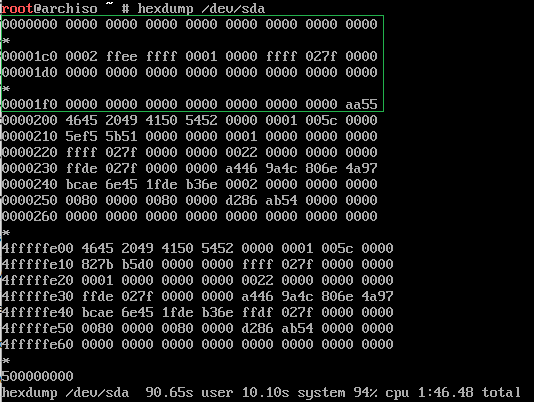 root@archiso ~ # hexdump /dev/sda
0000000 0000 0000 0000 0000 0000 0000 0000 0000
*
00001c0 0002 ffee ffff 0001 0000 ffff 027f 0000
00001d0 0000 0000 0000 0000 0000 0000 0000 0000
*
00001f0 0000 0000 0000 0000 0000 0000 0000 aa55
0000200 4645 2049 4150 5452 0000 0001 005c 0000
0000210 5ef5 5b51 0000 0000 0001 0000 0000 0000
0000220 ffff 027f 0000 0000 0022 0000 0000 0000
0000230 ffde 027f 0000 0000 a446 9a4c 806e 4a97
0000240 bcae 6e45 1fde b36e 0002 0000 0000 0000
0000250 0080 0000 0080 0000 d286 ab54 0000 0000
0000260 0000 0000 0000 0000 0000 0000 0000 0000
*
4fffffe00 4645 2049 4150 5452 0000 0001 005c 0000
4fffffe10 827b b5d0 0000 0000 ffff 027f 0000 0000
4fffffe20 0001 0000 0000 0000 0022 0000 0000 0000
4fffffe30 ffde 027f 0000 0000 a446 9a4c 806e 4a97
4fffffe40 bcae 6e45 1fde b36e ffdf 027f 0000 0000
4fffffe50 0080 0000 0080 0000 d286 ab54 0000 0000
4fffffe60 0000 0000 0000 0000 0000 0000 0000 0000
*
500000000
hexdump /dev/sda  90.65s user 10.10s system 94% cpu 1:46.48 total